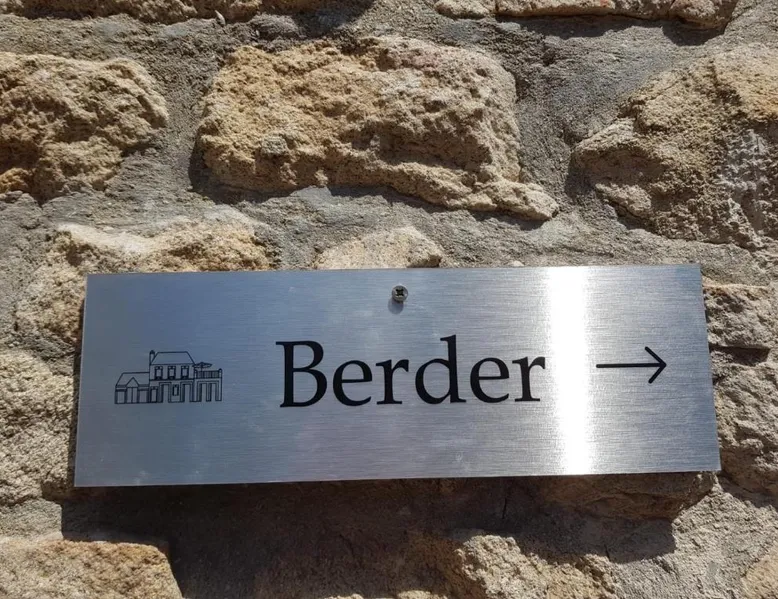 Berder →